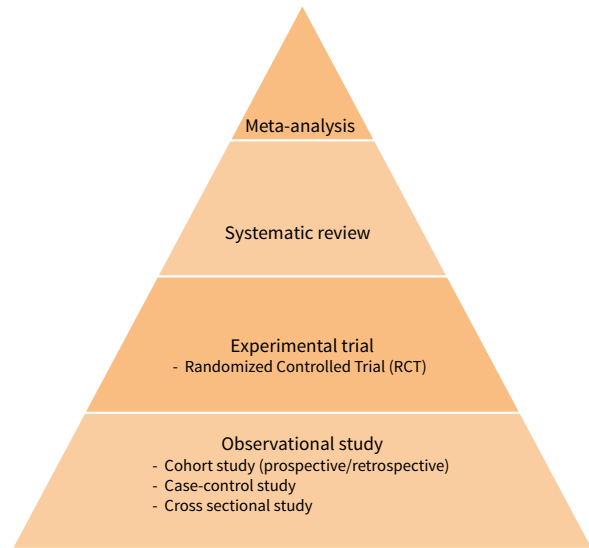 Meta-analysis
Systematic review
Experimental trial
- Randomized Controlled Trial (RCT)
Observational study
- Cohort study (prospective/retrospective)
- Case-control study
- Cross sectional study